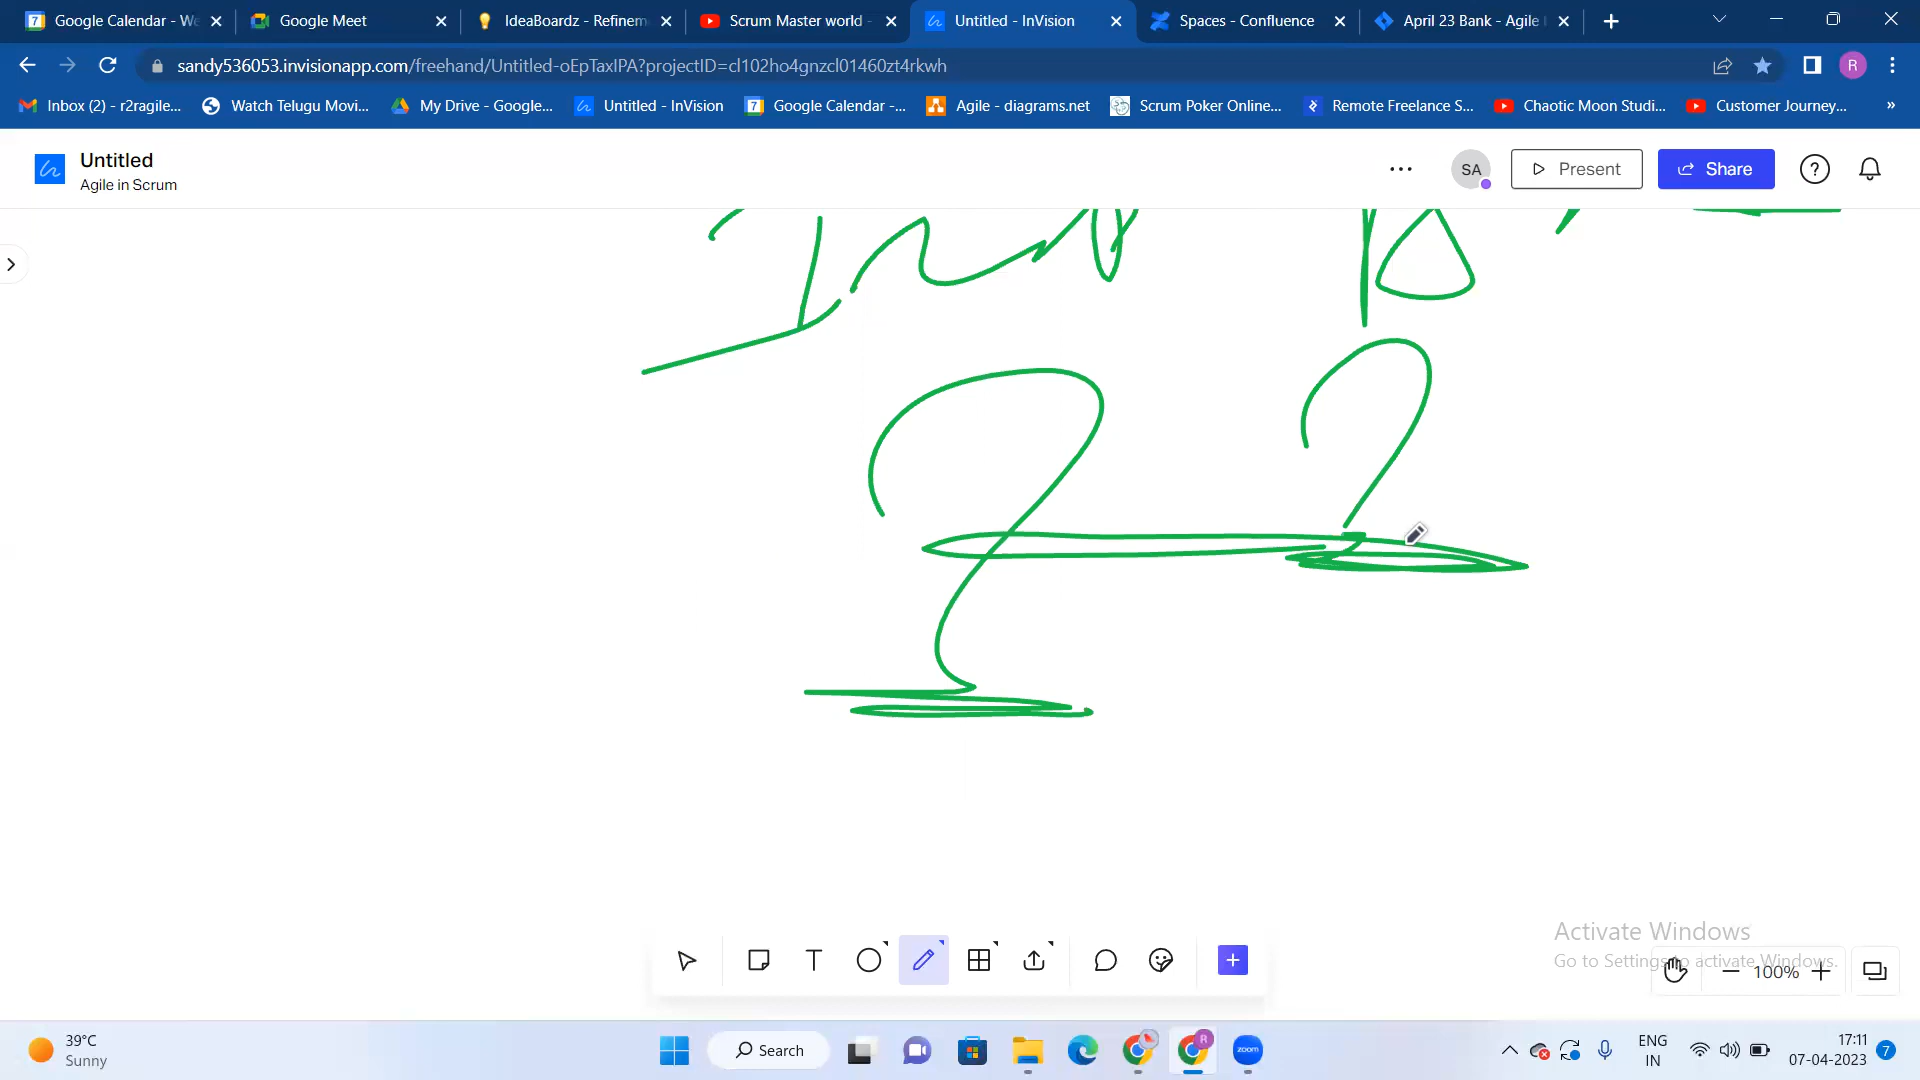 Google Calendar - We
Google Meet
IdeaBoardz - Refinem
Scrum Master world -
Untitled - InVision
Spaces - Confluence
April 23 Bank - Agile
sandy536053.invisionapp.com/freehand/Untitled-oEpTaxIPA?projectID=cl102ho4gnzcl01460zt4rkwh
R
Inbox (2) - r2ragile...
Watch Telugu Movi...
My Drive - Google...
Untitled - InVision
Google Calendar -...
Agile - diagrams.net
Scrum Poker Online...
Remote Freelance S...
Chaotic Moon Studi...
Customer Journey...
»
Untitled
Agile in Scrum
SA
Present
Share
Activate Windows
Go to Settings to activate Windows.
100%
39°C
Sunny
Search
R
zoom
ENG
IN
17:11
07-04-2023
7